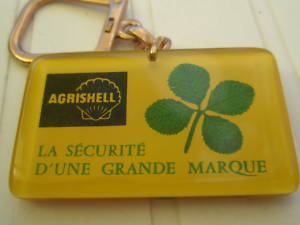 AGRISHELL
LA SÉCURITÉ
D'UNE GRANDE MARQUE